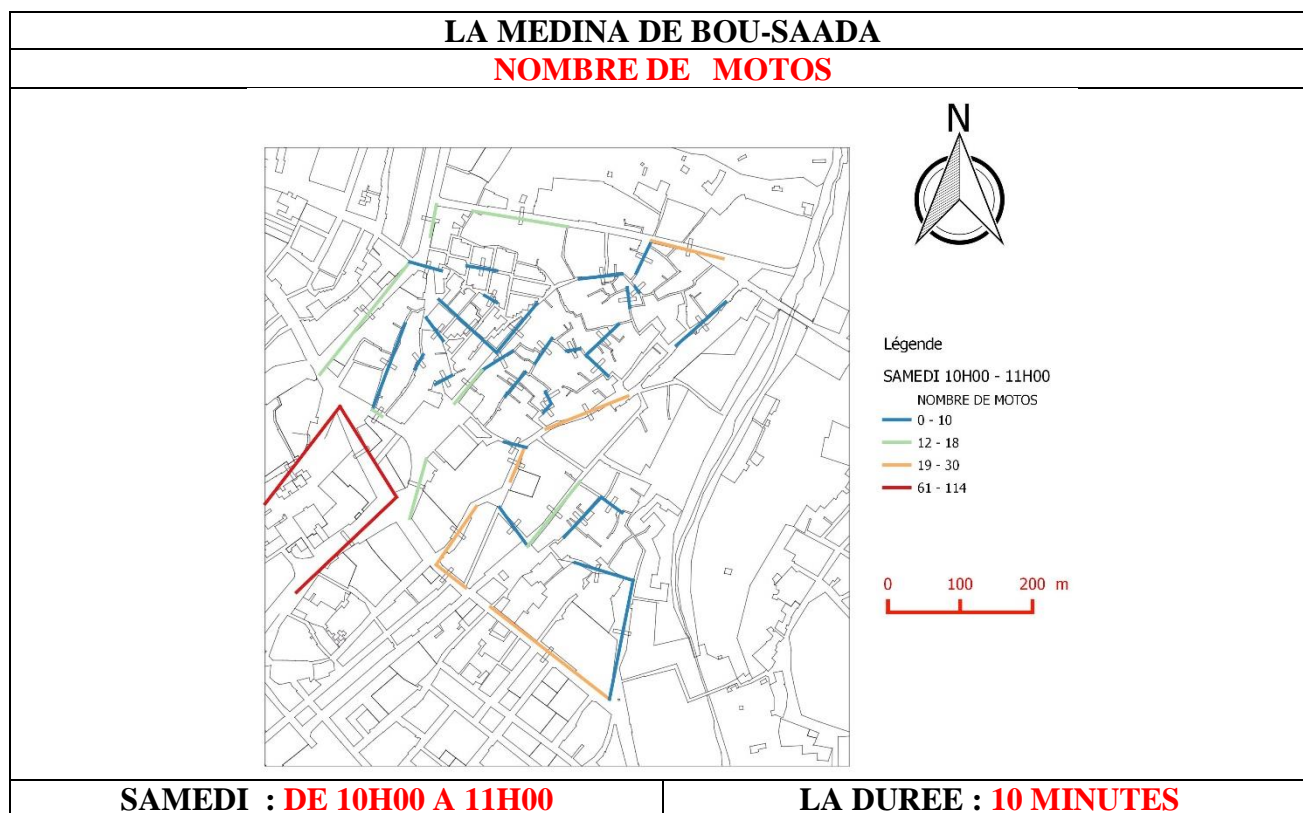 LA MEDINA DE BOU-SAADA
NOMBRE DE MOTOS
N
Légende
SAMEDI 10H00 - 11H00
NOMBRE DE MOTOS
0 - 10
12 - 18
19 - 30
61 - 114
0 100 200 m
SAMEDI : DE 10H00 A 11H00
LA DUREE : 10 MINUTES